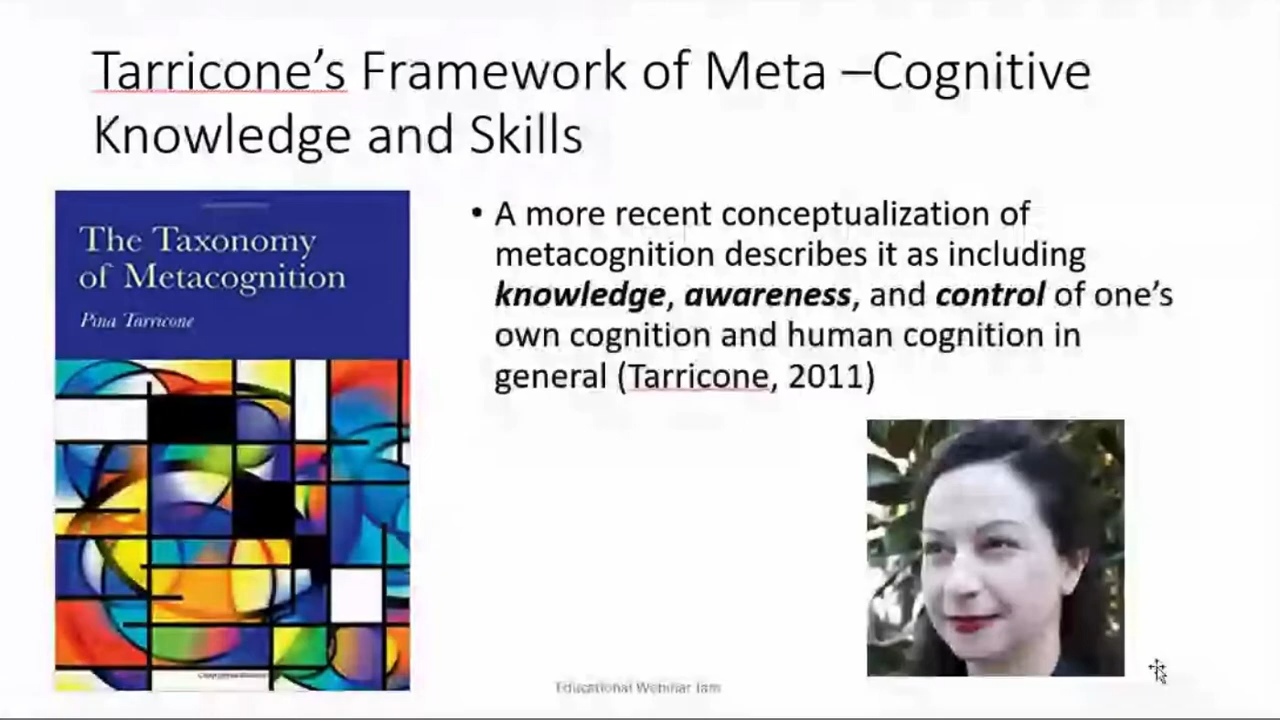 Tarricone’s Framework of Meta –Cognitive
Knowledge and Skills
The Taxonomy
of Metacognition
Pina Tarricone
• A more recent conceptualization of
metacognition describes it as including
knowledge, awareness, and control of one’s
own cognition and human cognition in
general (Tarricone, 2011)
Educational Webinar Iam